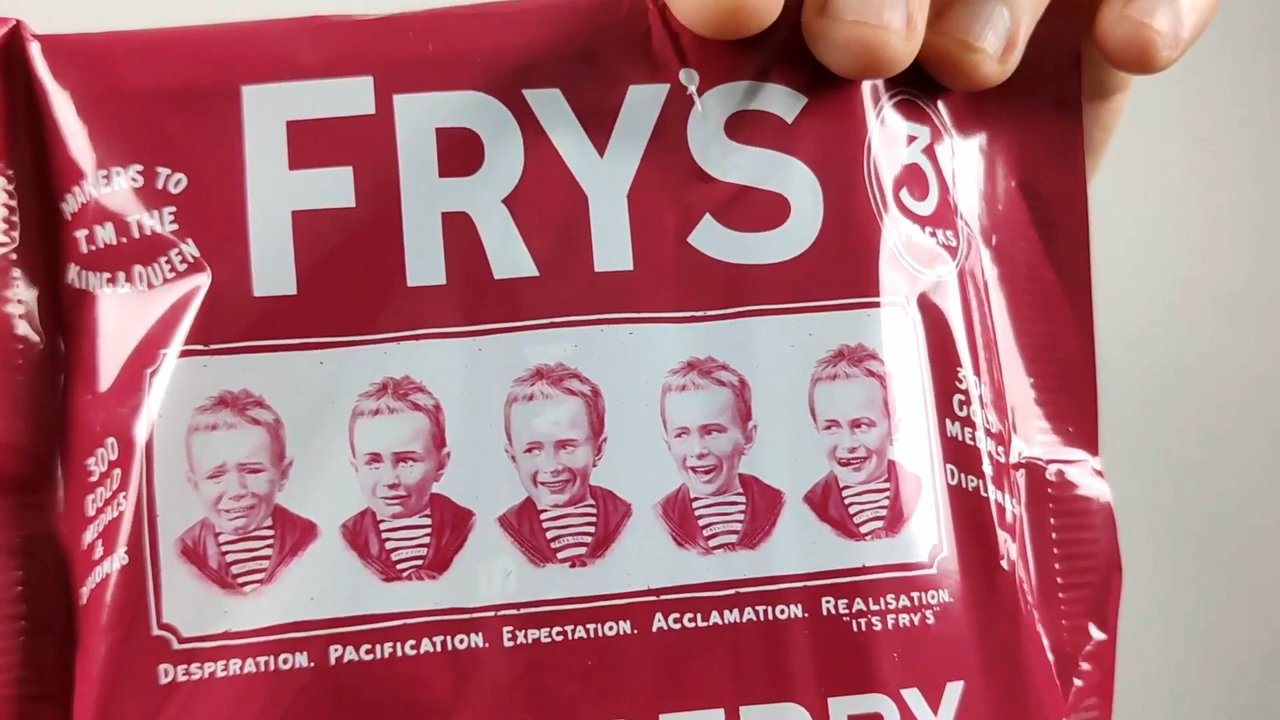 FRY'S
3
PACKS
MAKERS TO
T.M. THE
KING & QUEEN
300
GOLD
MEDALS
&
DIPLOMAS
300
GOLD
MEDALS
&
DIPLOMAS
DESPERATION. PACIFICATION. EXPECTATION. ACCLAMATION. REALISATION.
"IT'S FRY'S"